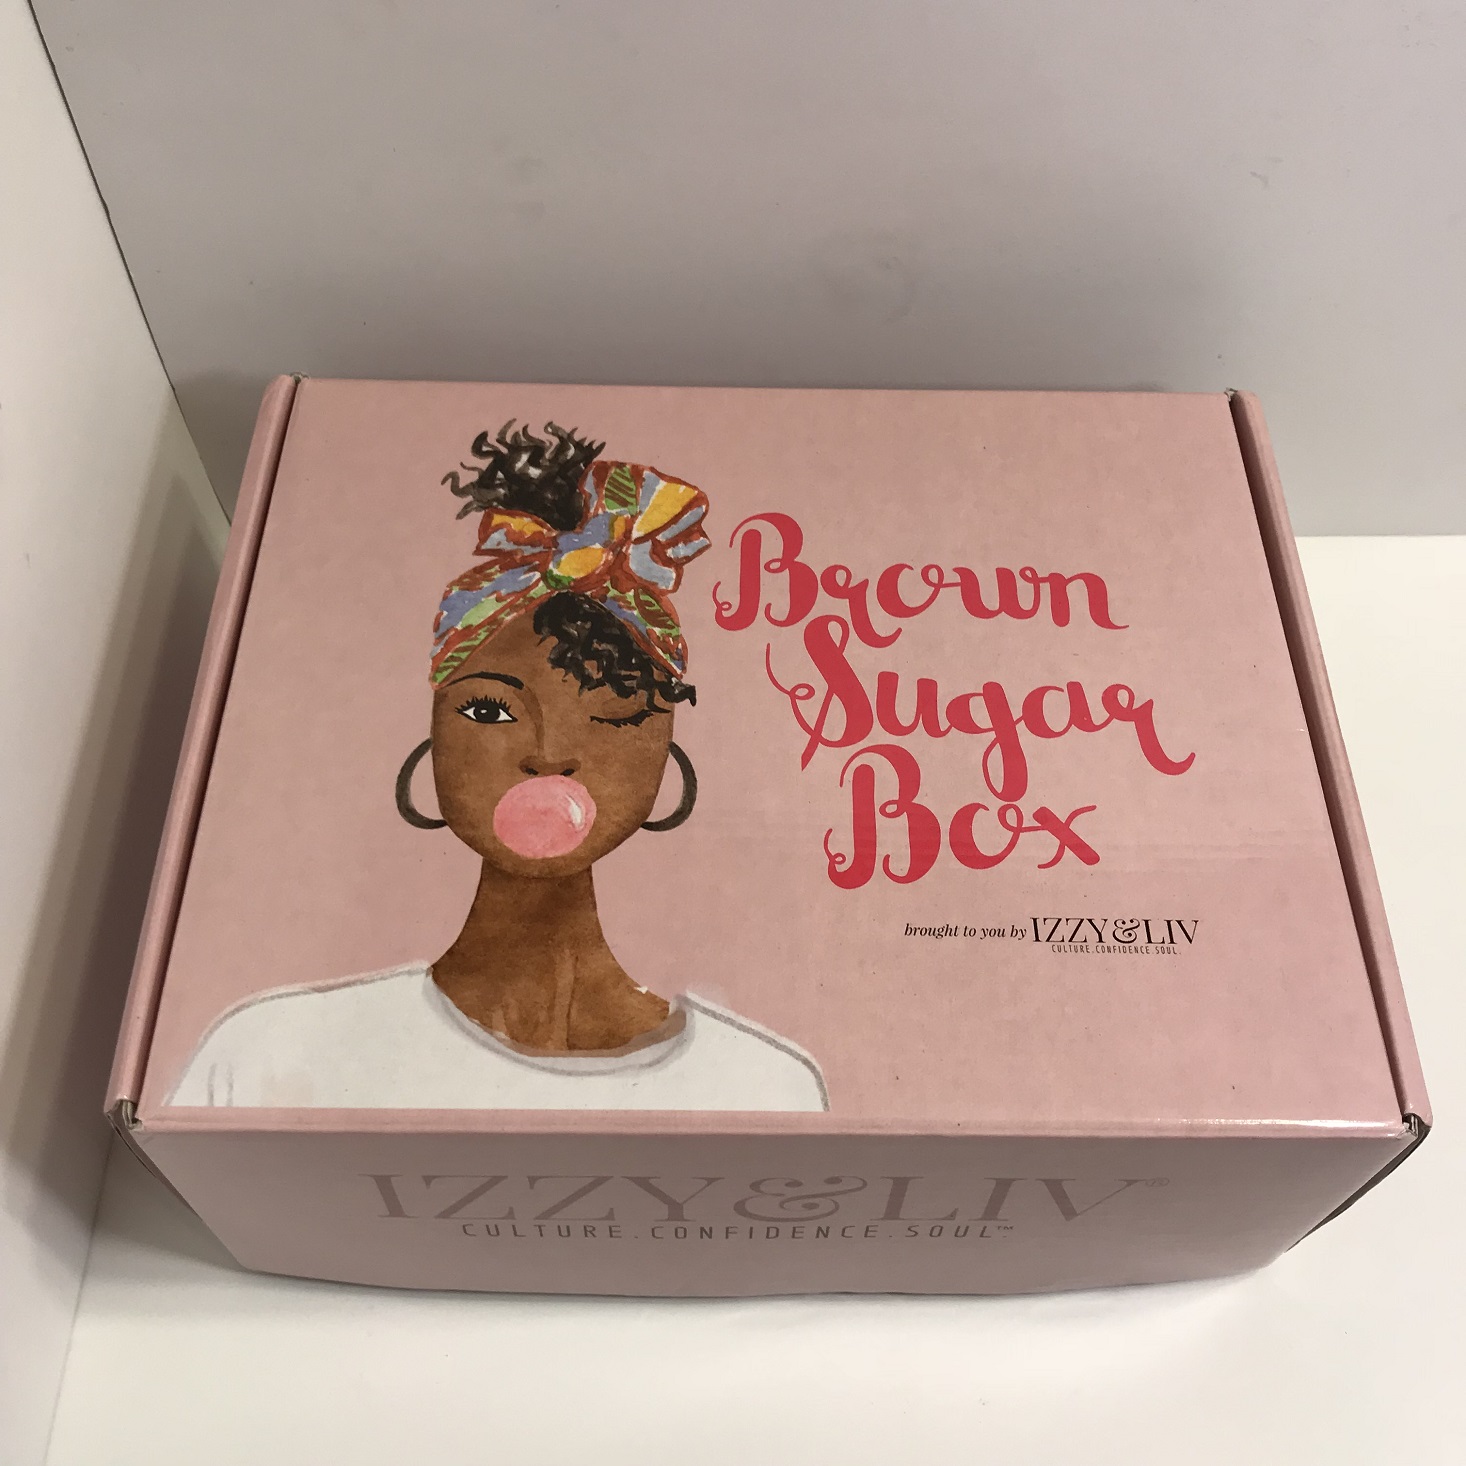 Brown
Sugar
Box
brought to you by IZZY&LIV
CULTURE.CONFIDENCE.SOUL.
IZZY&LIV®
CULTURE.CONFIDENCE.SOUL™